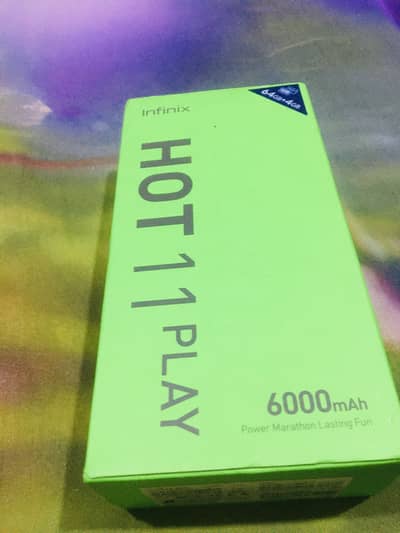 Infinix
64GB+4GB
HOT 11 PLAY
6000mAh
Power Marathon Lasting Fun